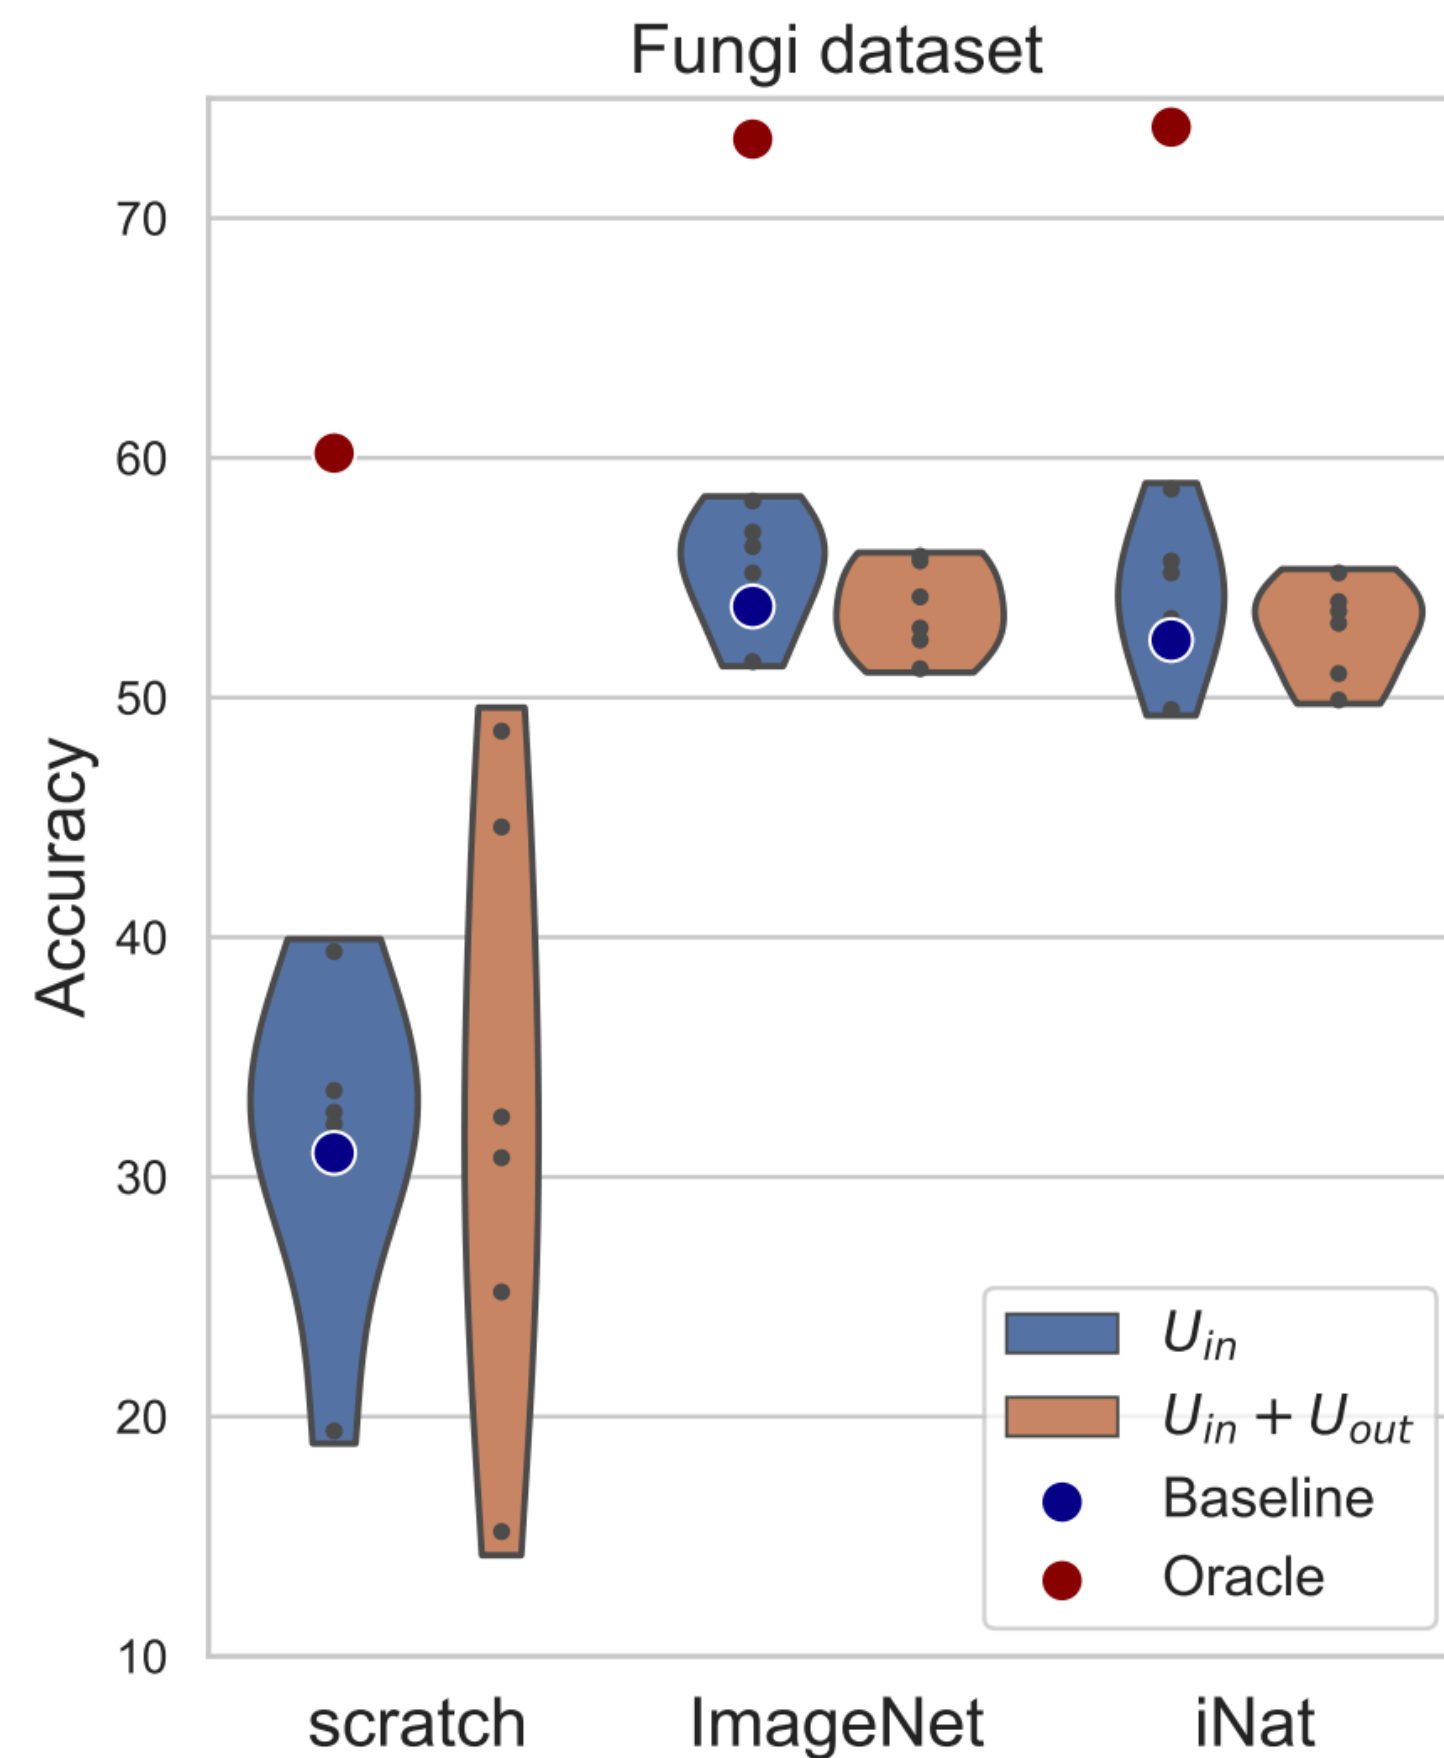 Fungi dataset
Accuracy
70
60
50
40
30
20
10
scratch ImageNet iNat
U_in
U_in + U_out
Baseline
Oracle